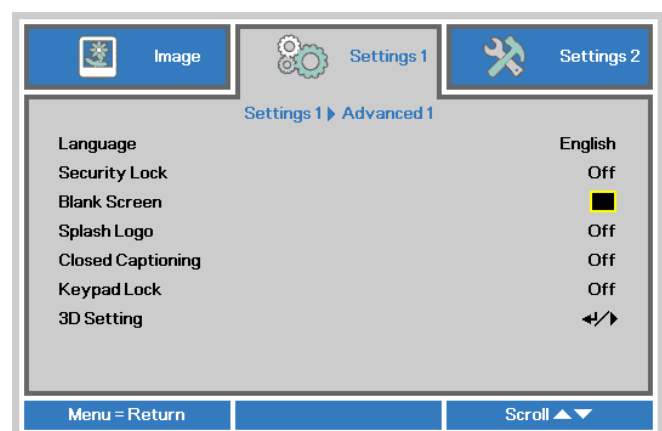 Image Settings 1 Settings 2
Settings 1 Advanced 1
Language English
Security Lock Off
Blank Screen
Splash Logo Off
Closed Captioning Off
Keypad Lock Off
3D Setting
Menu = Return Scroll